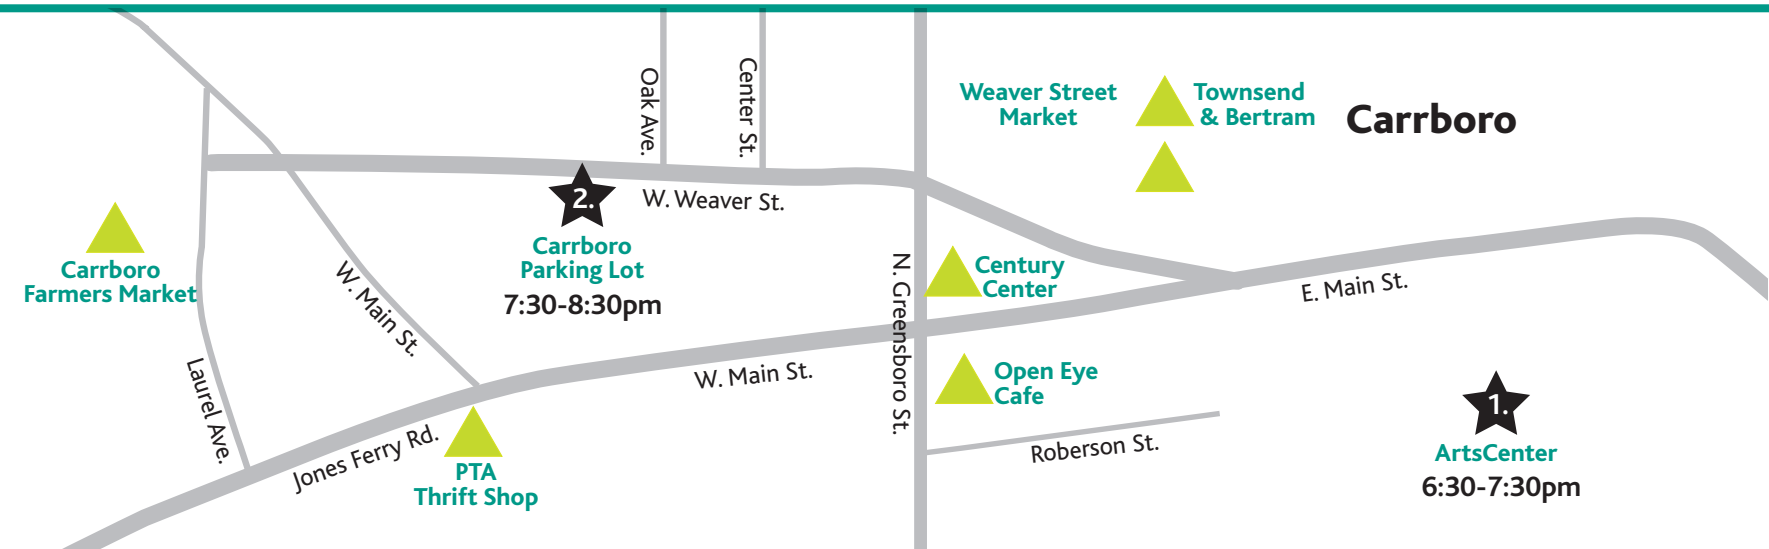 Oak Ave.
Center St.
Weaver Street
Market
Townsend
& Bertram
Carrboro
2.
W. Weaver St.
Carrboro
Parking Lot
7:30-8:30pm
Carrboro
Farmers Market
W. Main St.
Laurel Ave.
Jones Ferry Rd.
PTA
Thrift Shop
W. Main St.
N. Greensboro St.
Century
Center
E. Main St.
Open Eye
Cafe
Roberson St.
1.
ArtsCenter
6:30-7:30pm